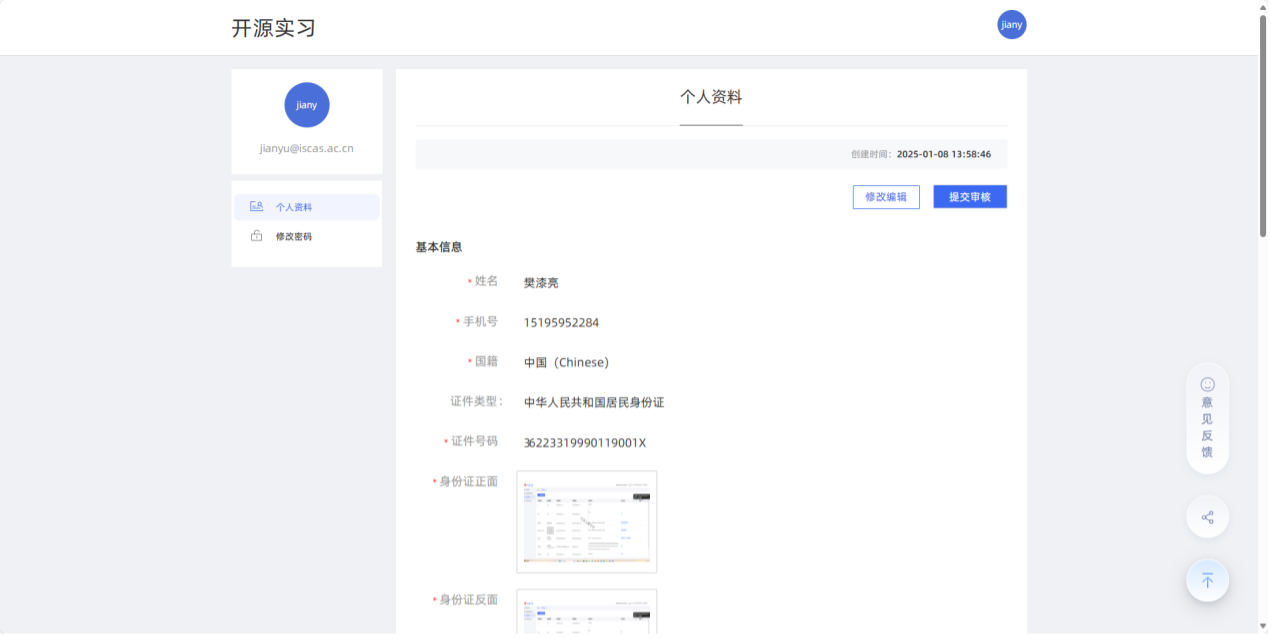 开源实习
jiany
jiany
jianyu@iscas.ac.cn
个人资料
修改密码
个人资料
创建时间：2025-01-08 13:58:46
修改编辑
提交审核
基本信息
* 姓名 樊漆亮
* 手机号 15195952284
* 国籍 中国（Chinese）
证件类型： 中华人民共和国居民身份证
* 证件号码 36223319990119001X
* 身份证正面
* 身份证反面
意见反馈